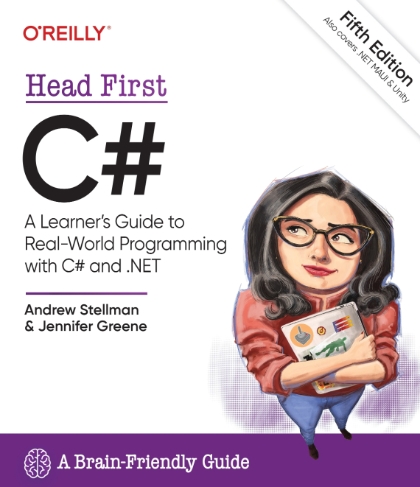 O'REILLY®
Fifth Edition
Also covers .NET MAUI & Unity
Head First
C#
A Learner's Guide to
Real-World Programming
with C# and .NET
Andrew Stellman
& Jennifer Greene
A Brain-Friendly Guide